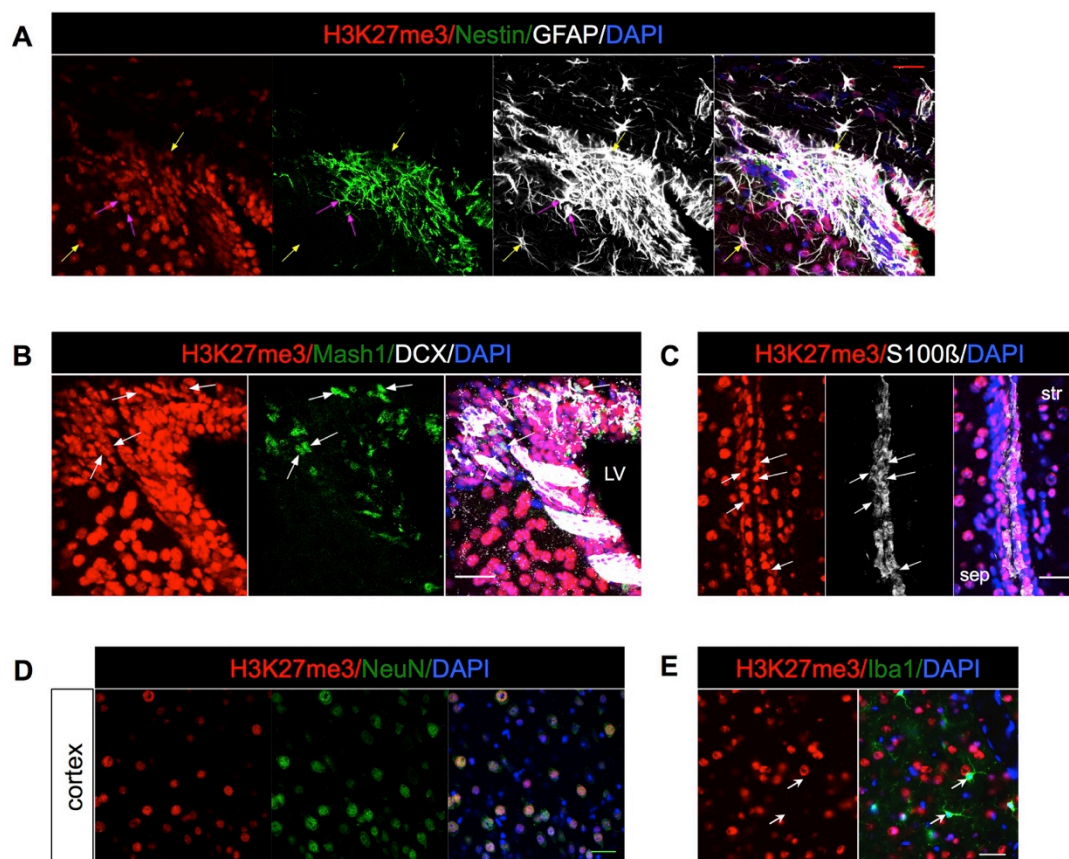 A
H3K27me3/Nestin/GFAP/DAPI
B
H3K27me3/Mash1/DCX/DAPI
LV
C
H3K27me3/S100ß/DAPI
str
sep
D
H3K27me3/NeuN/DAPI
cortex
E
H3K27me3/Iba1/DAPI